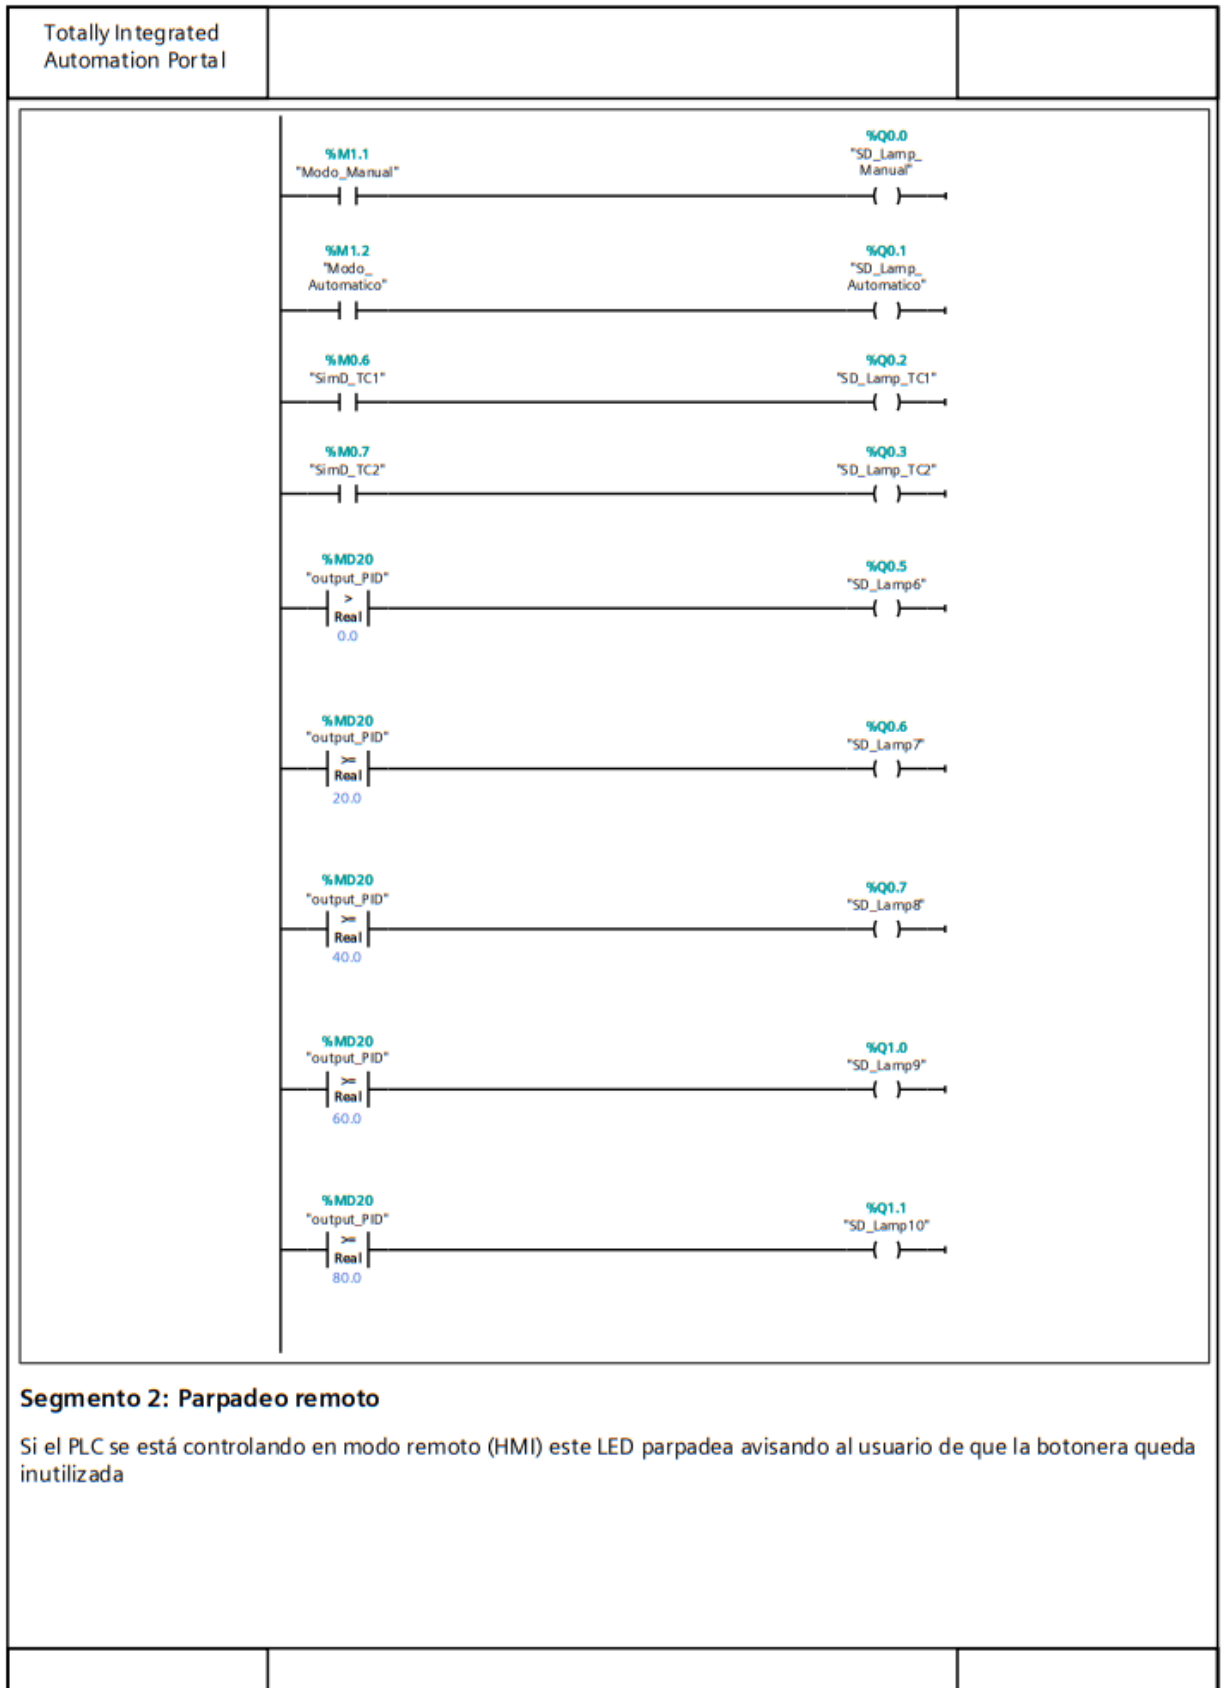 Totally Integrated
Automation Portal
%M1.1
"Modo_Manual"
%Q0.0
"SD_Lamp_
Manual"
%M1.2
"Modo_
Automatico"
%Q0.1
"SD_Lamp_
Automatico"
%M0.6
"SimD_TC1"
%Q0.2
"SD_Lamp_TC1"
%M0.7
"SimD_TC2"
%Q0.3
"SD_Lamp_TC2"
%MD20
"output_PID"
>
Real
0.0
%Q0.5
"SD_Lamp6"
%MD20
"output_PID"
>=
Real
20.0
%Q0.6
"SD_Lamp7"
%MD20
"output_PID"
>=
Real
40.0
%Q0.7
"SD_Lamp8"
%MD20
"output_PID"
>=
Real
60.0
%Q1.0
"SD_Lamp9"
%MD20
"output_PID"
>=
Real
80.0
%Q1.1
"SD_Lamp10"
Segmento 2: Parpadeo remoto
Si el PLC se está controlando en modo remoto (HMI) este LED parpadea avisando al usuario de que la botonera queda
inutilizada